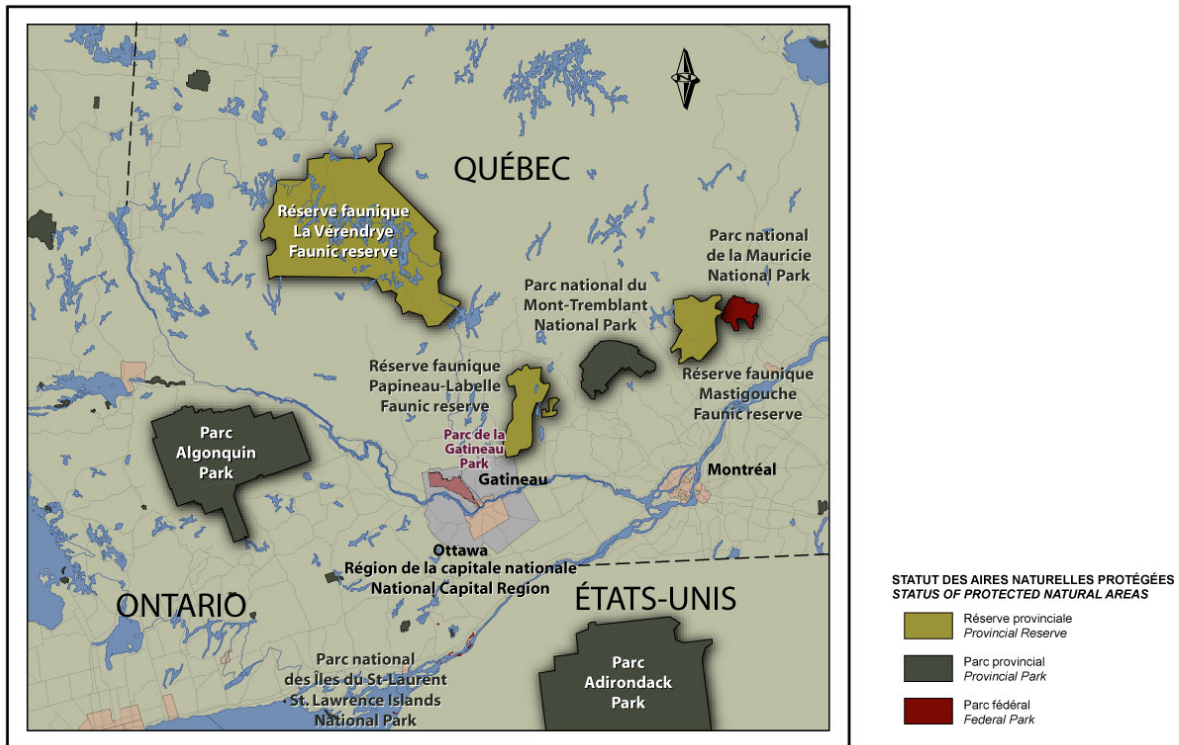 N
QUÉBEC
Réserve faunique
La Vérendrye
Faunic reserve
Parc national
de la Mauricie
National Park
Parc national du
Mont-Tremblant
National Park
Réserve faunique
Papineau-Labelle
Faunic reserve
Réserve faunique
Mastigouche
Faunic reserve
Parc
Algonquin
Park
Parc de la
Gatineau
Park
Gatineau
Montréal
Ottawa
Région de la capitale nationale
National Capital Region
ONTARIO
ÉTATS-UNIS
Parc national
des Îles du St-Laurent
St. Lawrence Islands
National Park
Parc
Adirondack
Park
STATUT DES AIRES NATURELLES PROTÉGÉES
STATUS OF PROTECTED NATURAL AREAS
Réserve provinciale
Provincial Reserve
Parc provincial
Provincial Park
Parc fédéral
Federal Park